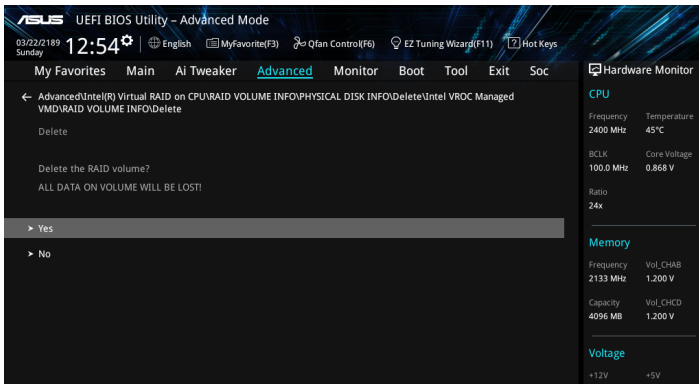 ASUS UEFI BIOS Utility – Advanced Mode
03/22/2189 Sunday 12:54 English MyFavorite(F3) Qfan Control(F6) EZ Tuning Wizard(F11) ? Hot Keys
My Favorites Main Ai Tweaker Advanced Monitor Boot Tool Exit Soc
Hardware Monitor
← Advanced\Intel(R) Virtual RAID on CPU\RAID VOLUME INFO\PHYSICAL DISK INFO\Delete\Intel VROC Managed
VMD\RAID VOLUME INFO\Delete
Delete
Delete the RAID volume?
ALL DATA ON VOLUME WILL BE LOST!
> Yes
> No
CPU
Frequency Temperature
2400 MHz 45°C
BCLK Core Voltage
100.0 MHz 0.868 V
Ratio
24x
Memory
Frequency Vol_CHAB
2133 MHz 1.200 V
Capacity Vol_CHCD
4096 MB 1.200 V
Voltage
+12V +5V